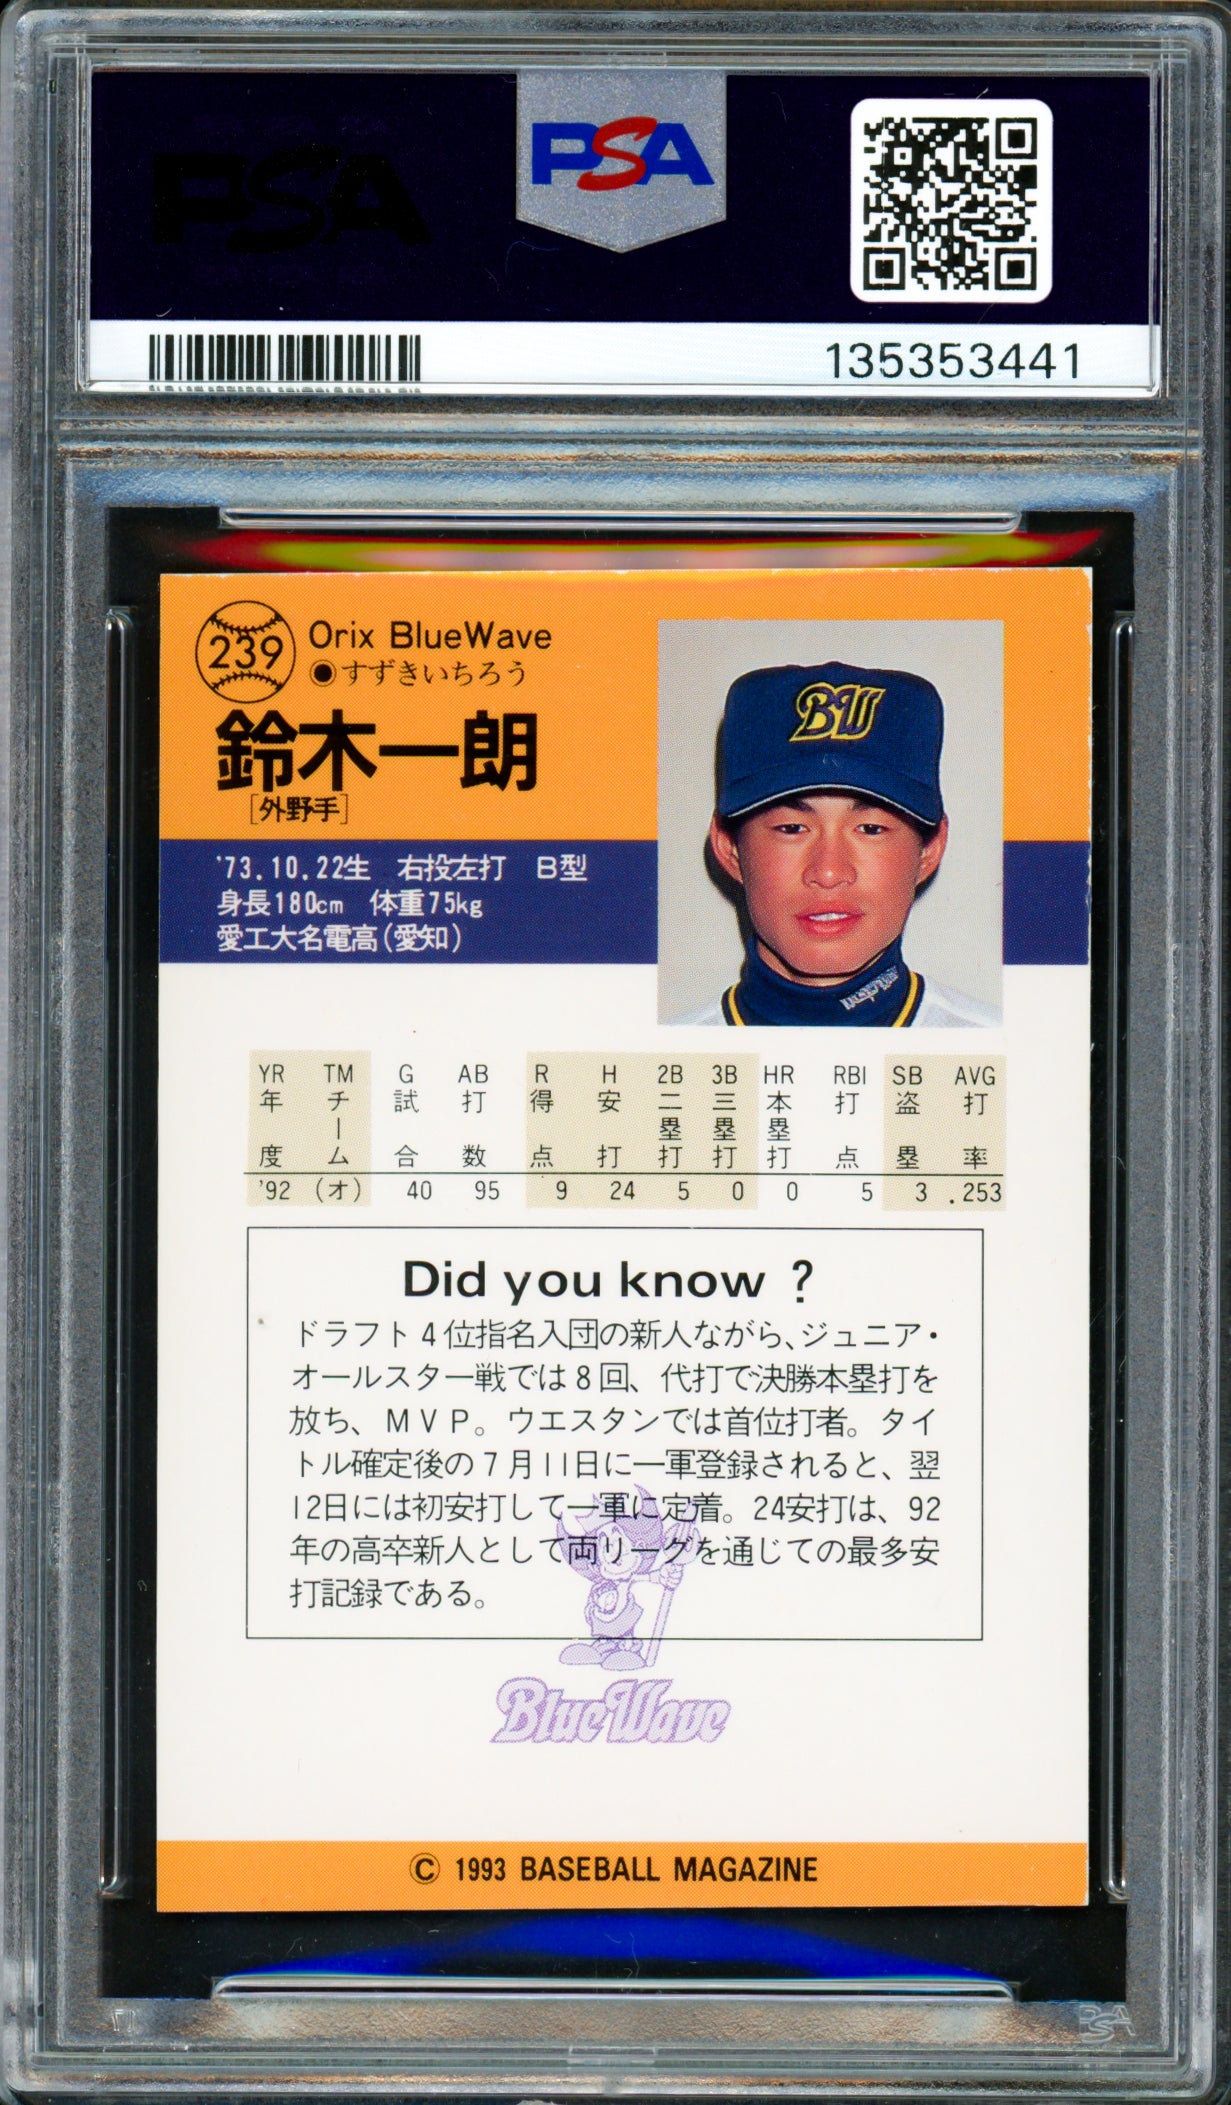 PSA
PSA
135353441
239
Orix BlueWave
●すずきいちろう
鈴木一朗
[外野手]
BW
'73.10.22生 右投左打 B型
身長180cm 体重75kg
愛工大名電高(愛知)
YR TM G AB R H 2B 3B HR RBI SB AVG
年度 チーム 試合 打数 得点 安打 二塁打 三塁打 本塁打 打点 盗塁 打率
'92 (オ) 40 95 9 24 5 0 0 5 3 .253
Did you know ?
ドラフト4位指名入団の新人ながら、ジュニア・
オールスター戦では8回、代打で決勝本塁打を
放ち、MVP。ウエスタンでは首位打者。タイ
トル確定後の7月11日に一軍登録されると、翌
12日には初安打して一軍に定着。24安打は、92
年の高卒新人として両リーグを通じての最多安
打記録である。
BlueWave
© 1993 BASEBALL MAGAZINE
PSA